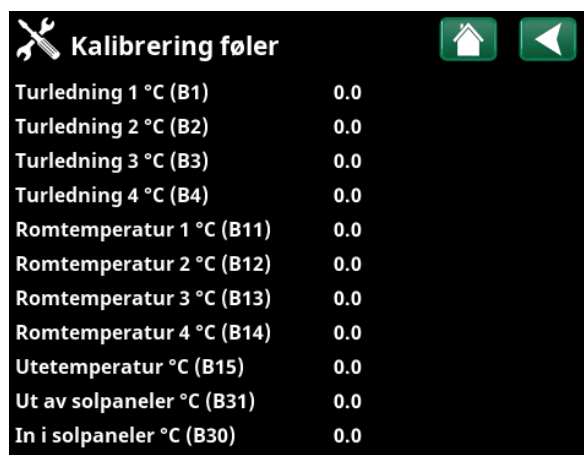 Kalibrering føler
Turledning 1 °C (B1) 0.0
Turledning 2 °C (B2) 0.0
Turledning 3 °C (B3) 0.0
Turledning 4 °C (B4) 0.0
Romtemperatur 1 °C (B11) 0.0
Romtemperatur 2 °C (B12) 0.0
Romtemperatur 3 °C (B13) 0.0
Romtemperatur 4 °C (B14) 0.0
Utetemperatur °C (B15) 0.0
Ut av solpaneler °C (B31) 0.0
In i solpaneler °C (B30) 0.0